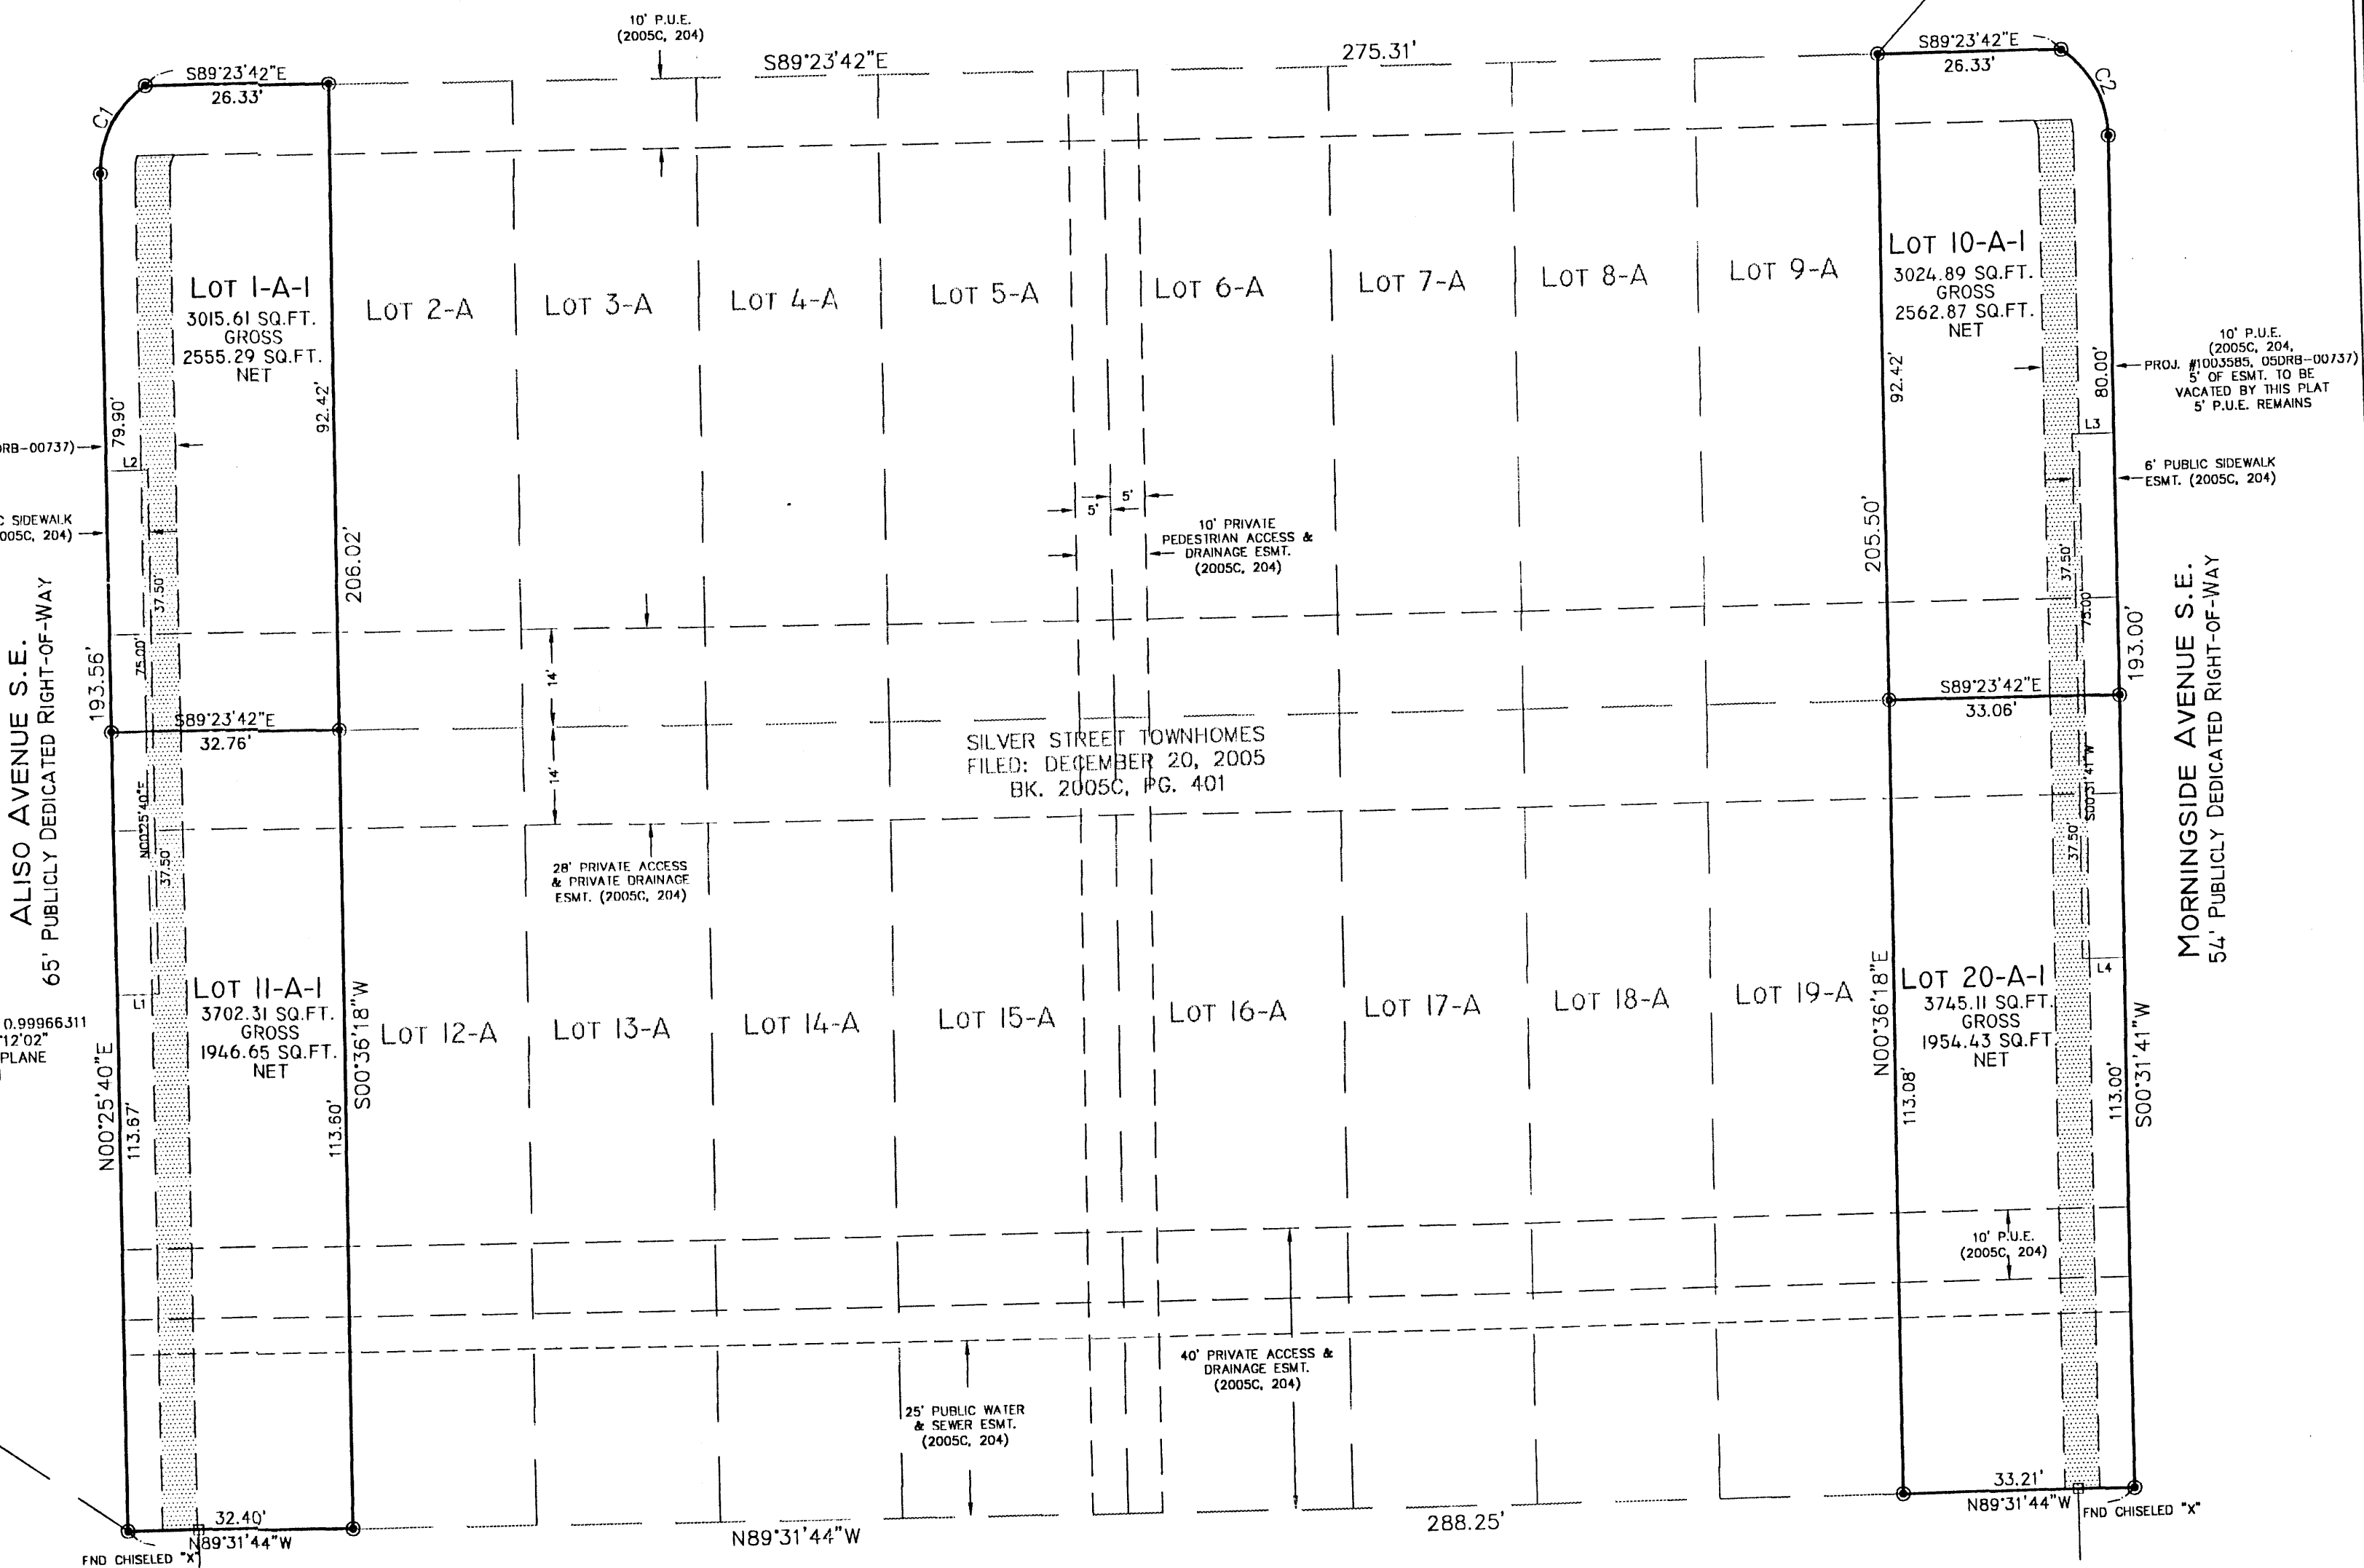 10' P.U.E.
(2005C, 204)
S89°23'42"E
275.31'
S89°23'42"E
26.33'
C1
S89°23'42"E
26.33'
C2
LOT 1-A-1
3015.61 SQ.FT.
GROSS
2555.29 SQ.FT.
NET
LOT 2-A
LOT 3-A
LOT 4-A
LOT 5-A
LOT 6-A
LOT 7-A
LOT 8-A
LOT 9-A
LOT 10-A-1
3024.89 SQ.FT.
GROSS
2562.87 SQ.FT.
NET
10' P.U.E.
(2005C, 204,
PROJ. #1003585, 05DRB-00737)
5' OF ESMT. TO BE
VACATED BY THIS PLAT
5' P.U.E. REMAINS
79.90'
92.42'
92.42'
80.00'
DRB-00737)
L2
L3
C SIDEWALK
005C, 204)
6' PUBLIC SIDEWALK
ESMT. (2005C, 204)
5'
5'
10' PRIVATE
PEDESTRIAN ACCESS &
DRAINAGE ESMT.
(2005C, 204)
206.02'
205.50'
37.50'
75.00'
37.50'
75.00'
193.56'
193.00'
ALISO AVENUE S.E.
65' PUBLICLY DEDICATED RIGHT-OF-WAY
MORNINGSIDE AVENUE S.E.
54' PUBLICLY DEDICATED RIGHT-OF-WAY
14'
14'
S89°23'42"E
32.76'
S89°23'42"E
33.06'
SILVER STREET TOWNHOMES
FILED: DECEMBER 20, 2005
BK. 2005C, PG. 401
N00°25'40"E
37.50'
S00°31'41"W
37.50'
28' PRIVATE ACCESS
& PRIVATE DRAINAGE
ESMT. (2005C, 204)
L1
L4
LOT 11-A-1
3702.31 SQ.FT.
GROSS
1946.65 SQ.FT.
NET
LOT 12-A
LOT 13-A
LOT 14-A
LOT 15-A
LOT 16-A
LOT 17-A
LOT 18-A
LOT 19-A
LOT 20-A-1
3745.11 SQ.FT.
GROSS
1954.43 SQ.FT
NET
0.99966311
°12'02"
PLANE
N00°25'40"E
113.67'
113.60'
S00°36'18"W
N00°36'18"E
113.08'
113.00'
S00°31'41"W
10' P.U.E.
(2005C, 204)
40' PRIVATE ACCESS &
DRAINAGE ESMT.
(2005C, 204)
25' PUBLIC WATER
& SEWER ESMT.
(2005C, 204)
32.40'
N89°31'44"W
FND CHISELED "X"
N89°31'44"W
288.25'
33.21'
N89°31'44"W
FND CHISELED "X"